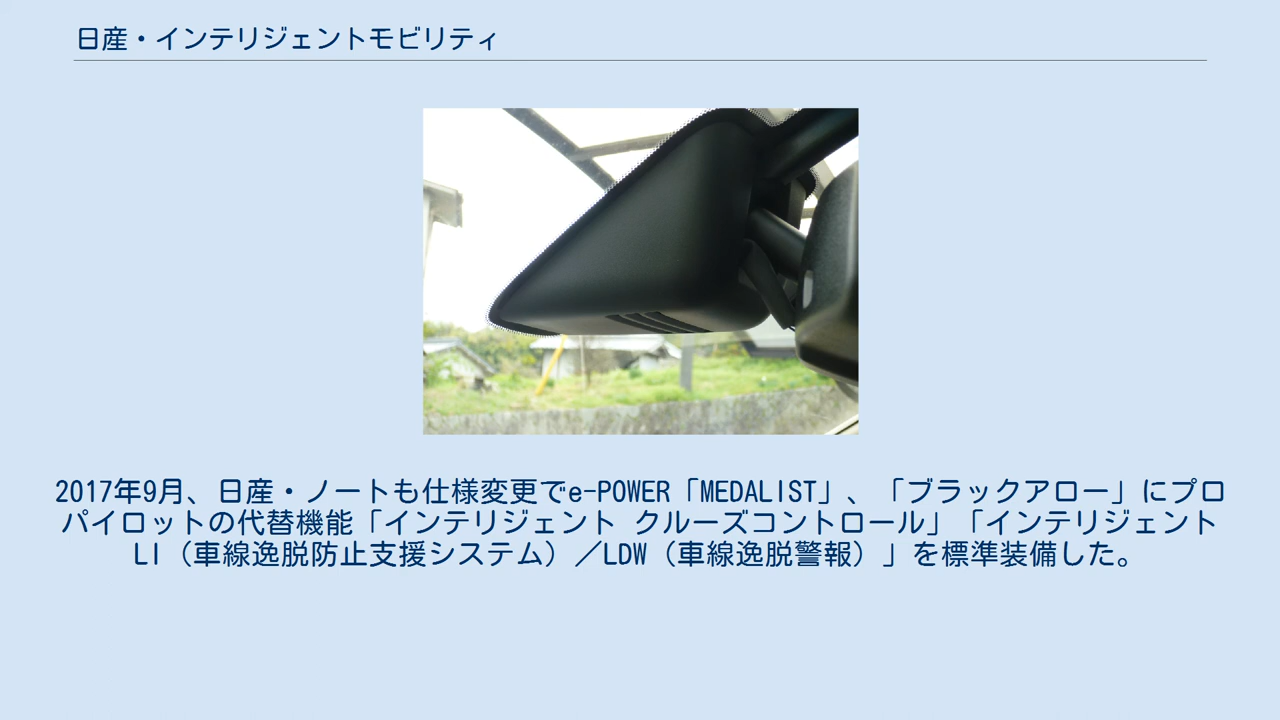 日産・インテリジェントモビリティ
2017年9月、日産・ノートも仕様変更でe-POWER「MEDALIST」、「ブラックアロー」にプロ
パイロットの代替機能「インテリジェント クルーズコントロール」「インテリジェント
LI（車線逸脱防止支援システム）／LDW（車線逸脱警報）」を標準装備した。